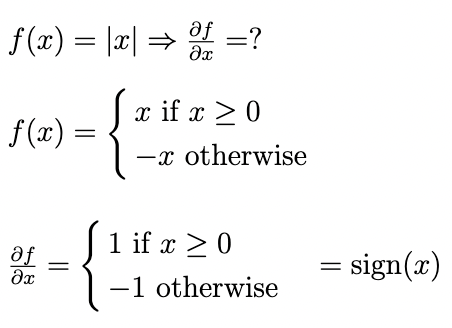 f(x) = |x| ⇒ ∂f/∂x =?
f(x) = { x if x ≥ 0
−x otherwise
∂f/∂x = { 1 if x ≥ 0
−1 otherwise = sign(x)